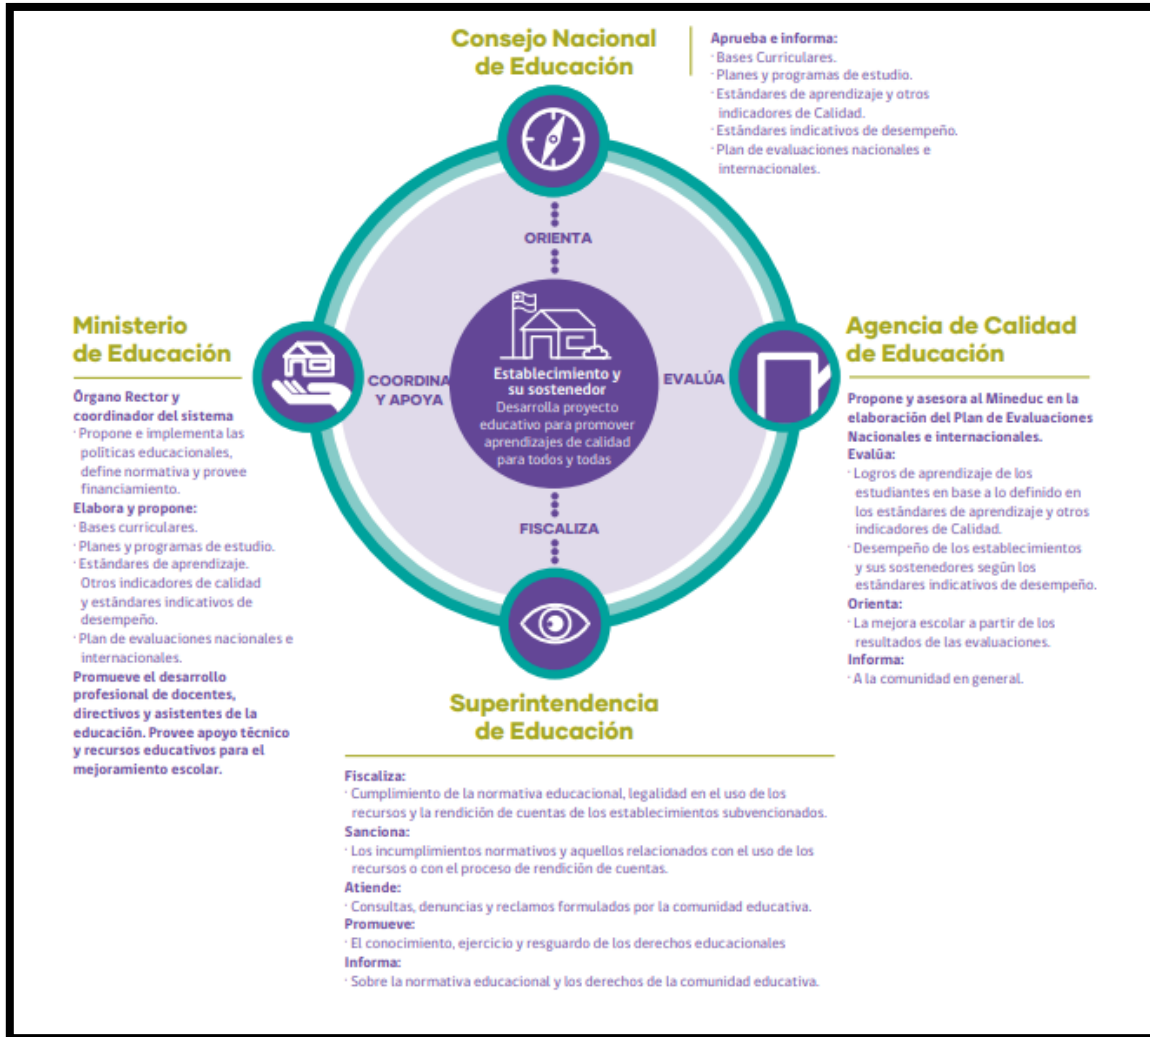 Consejo Nacional
de Educación
Aprueba e informa:
· Bases Curriculares.
· Planes y programas de estudio.
· Estándares de aprendizaje y otros
indicadores de Calidad.
· Estándares indicativos de desempeño.
· Plan de evaluaciones nacionales e
internacionales.
ORIENTA
Ministerio
de Educación
Órgano Rector y
coordinador del sistema
· Propone e implementa las
políticas educacionales,
define normativa y provee
financiamiento.
Elabora y propone:
· Bases curriculares.
· Planes y programas de estudio.
· Estándares de aprendizaje.
Otros indicadores de calidad
y estándares indicativos de
desempeño.
· Plan de evaluaciones nacionales e
internacionales.
Promueve el desarrollo
profesional de docentes,
directivos y asistentes de la
educación. Provee apoyo técnico
y recursos educativos para el
mejoramiento escolar.
COORDINA
Y APOYA
Establecimiento y
su sostenedor
Desarrolla proyecto
educativo para promover
aprendizajes de calidad
para todos y todas
EVALÚA
Agencia de Calidad
de Educación
Propone y asesora al Mineduc en la
elaboración del Plan de Evaluaciones
Nacionales e internacionales.
Evalúa:
· Logros de aprendizaje de los
estudiantes en base a lo definido en
los estándares de aprendizaje y otros
indicadores de Calidad.
· Desempeño de los establecimientos
y sus sostenedores según los
estándares indicativos de desempeño.
Orienta:
· La mejora escolar a partir de los
resultados de las evaluaciones.
Informa:
· A la comunidad en general.
FISCALIZA
Superintendencia
de Educación
Fiscaliza:
· Cumplimiento de la normativa educacional, legalidad en el uso de los
recursos y la rendición de cuentas de los establecimientos subvencionados.
Sanciona:
· Los incumplimientos normativos y aquellos relacionados con el uso de los
recursos o con el proceso de rendición de cuentas.
Atiende:
· Consultas, denuncias y reclamos formulados por la comunidad educativa.
Promueve:
· El conocimiento, ejercicio y resguardo de los derechos educacionales
Informa:
· Sobre la normativa educacional y los derechos de la comunidad educativa.